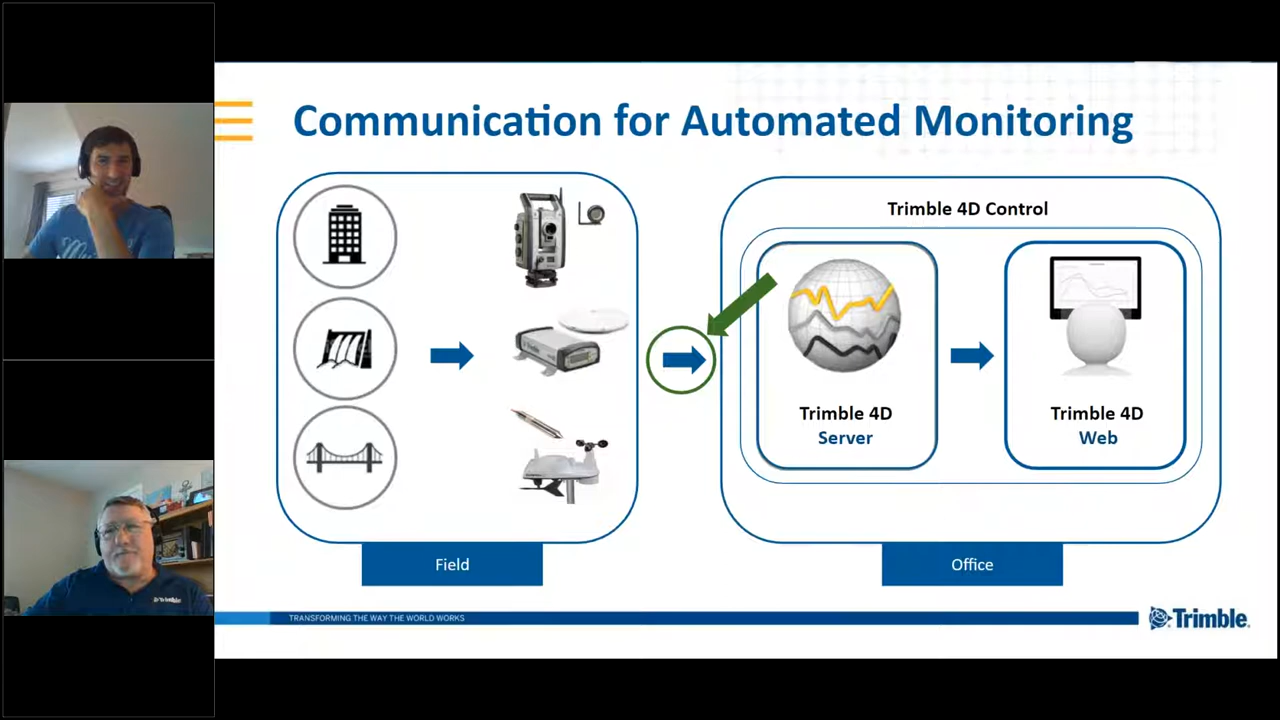 Communication for Automated Monitoring
Trimble 4D Control
Trimble 4D
Server
Trimble 4D
Web
Field
Office
TRANSFORMING THE WAY THE WORLD WORKS
Trimble
Trimble